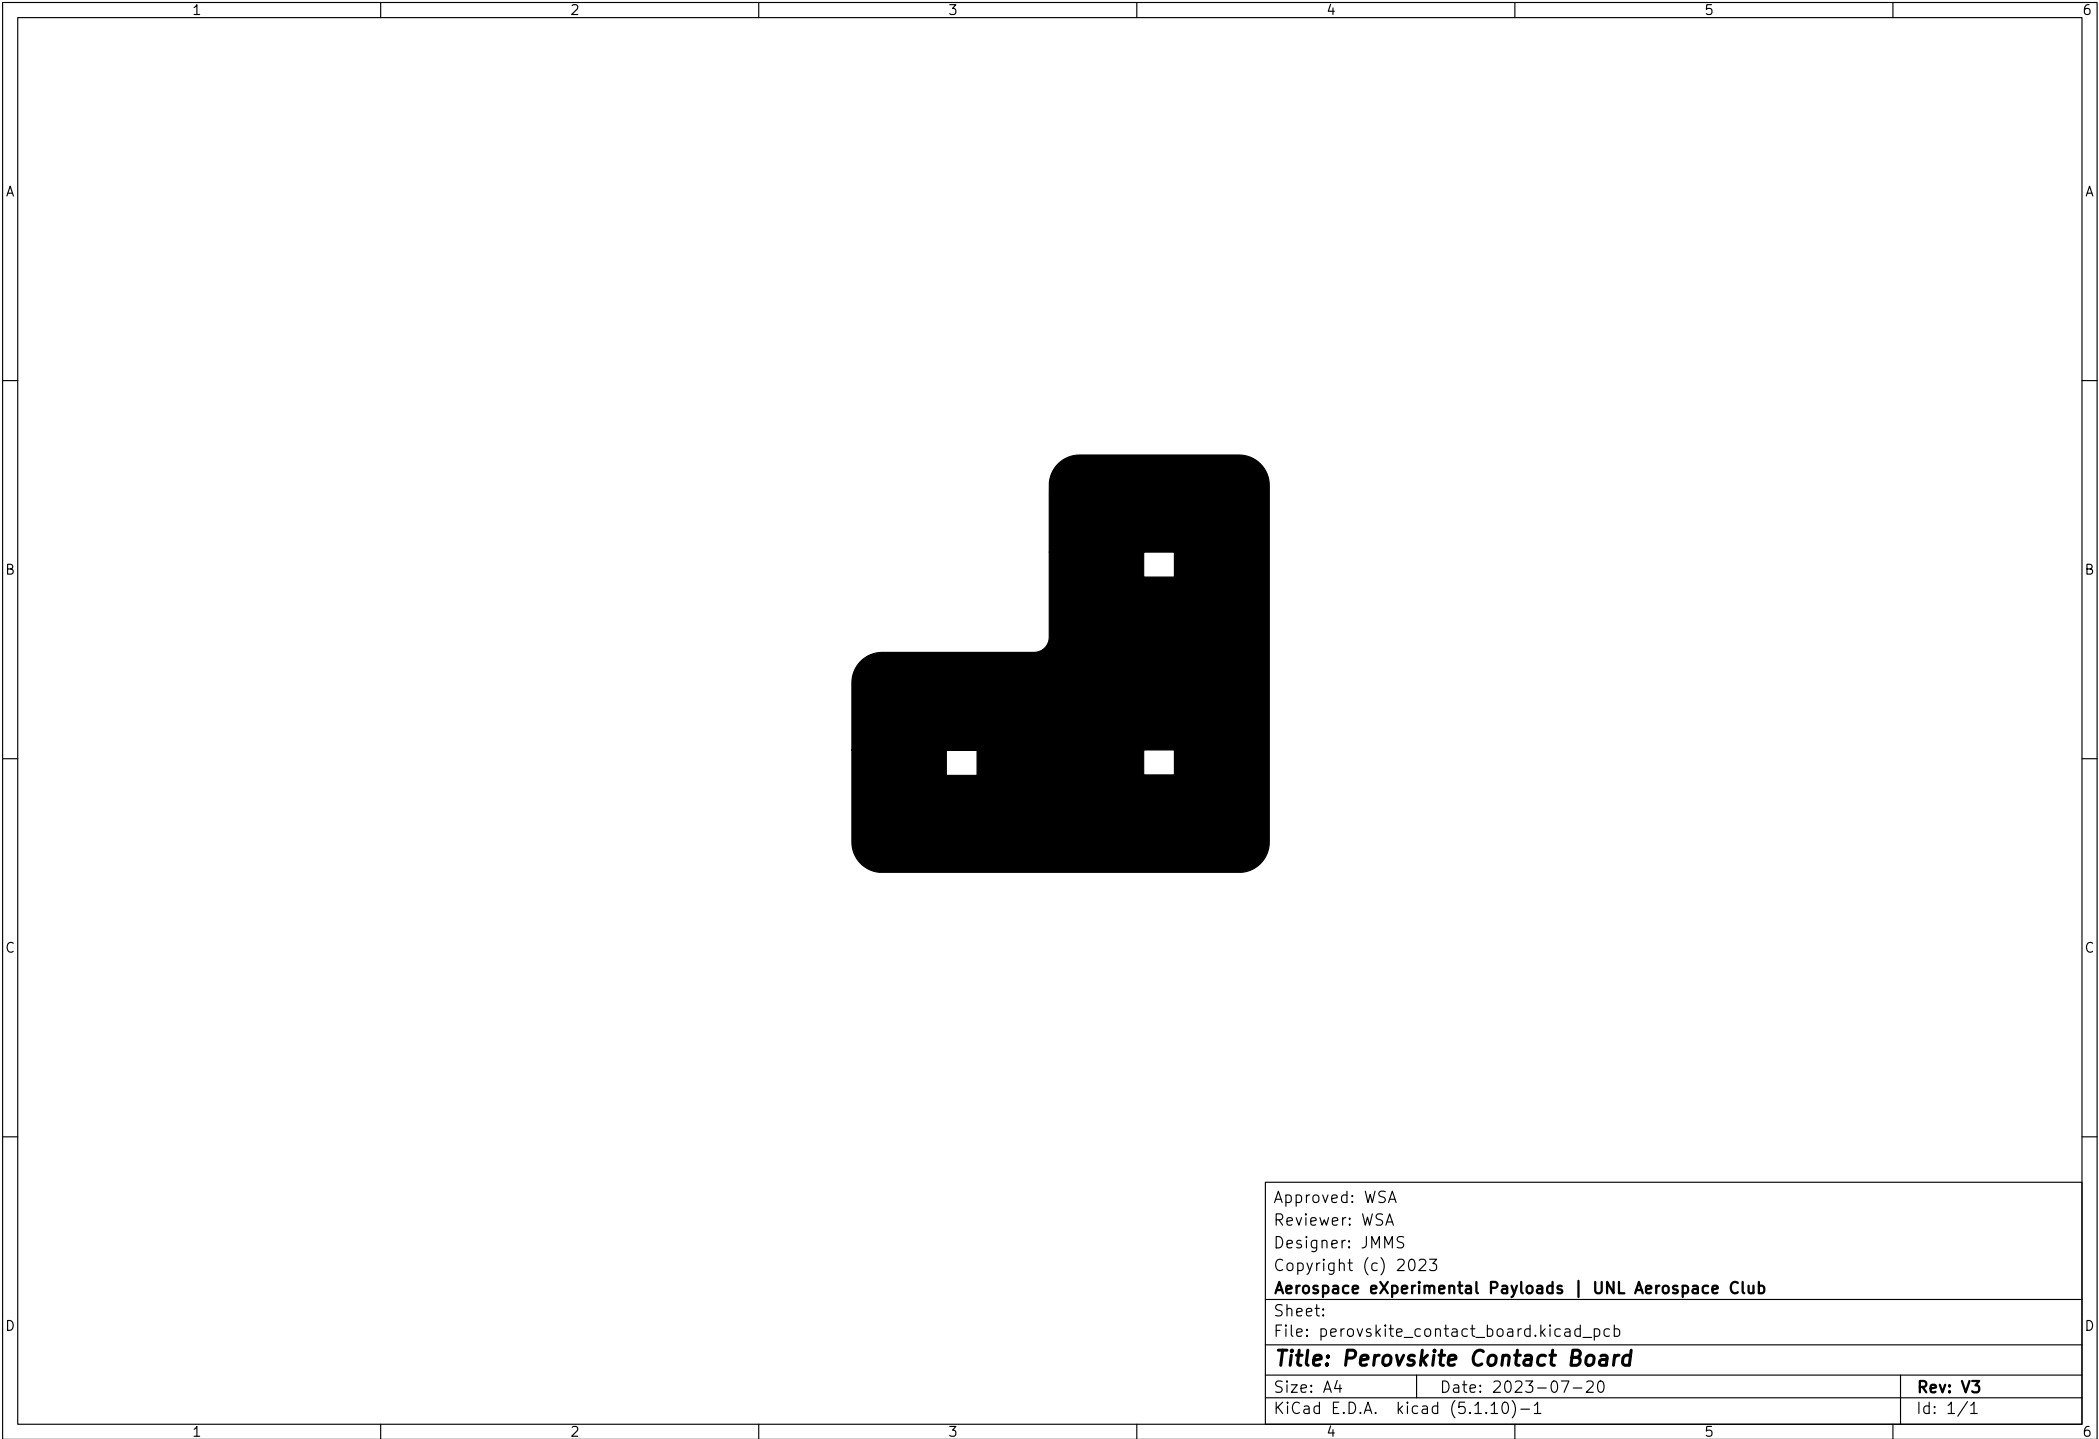 1 2 3 4 5 6
A A
B B
C C
Approved: WSA
Reviewer: WSA
Designer: JMMS
Copyright (c) 2023
Aerospace eXperimental Payloads | UNL Aerospace Club
Sheet:
D D
File: perovskite_contact_board.kicad_pcb
Title: Perovskite Contact Board
Size: A4 Date: 2023-07-20 Rev: V3
KiCad E.D.A. kicad (5.1.10)-1 Id: 1/1
1 2 3 4 5 6